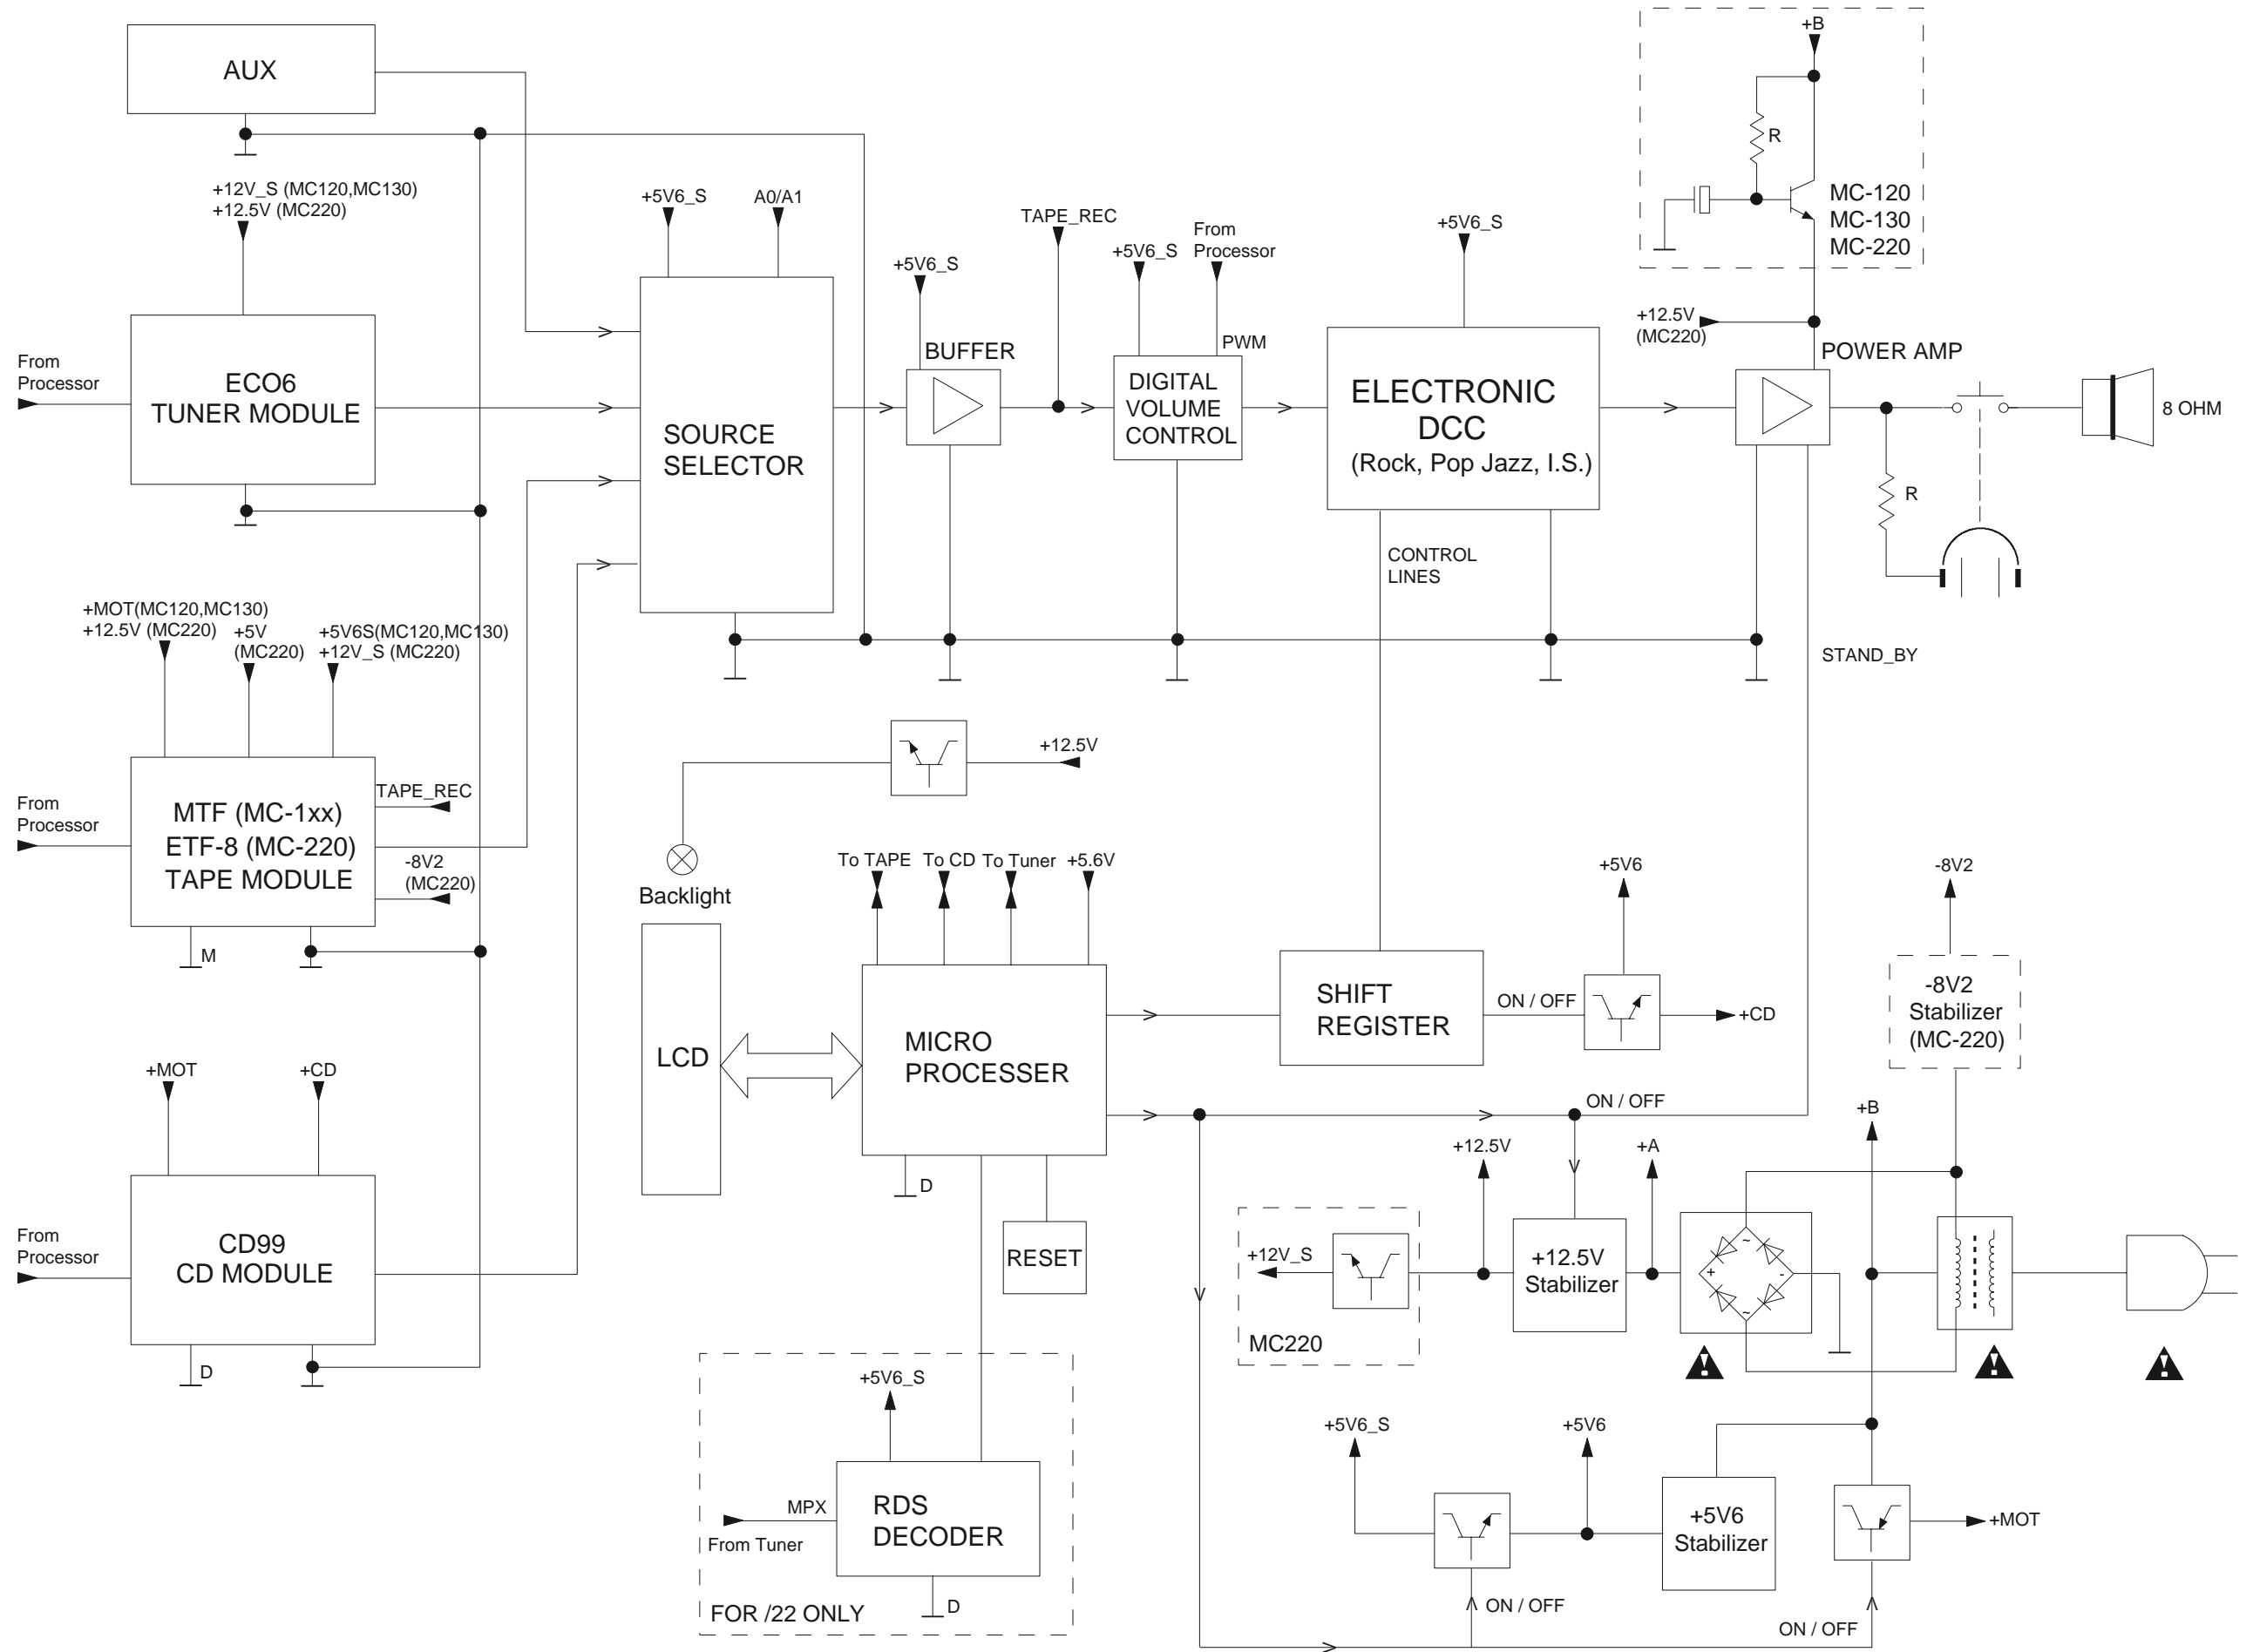 AUX
+12V_S (MC120,MC130)
+12.5V (MC220)
From
Processor
ECO6
TUNER MODULE
+MOT(MC120,MC130)
+12.5V (MC220)
+5V
(MC220)
+5V6S(MC120,MC130)
+12V_S (MC220)
From
Processor
MTF (MC-1xx)
ETF-8 (MC-220)
TAPE MODULE
TAPE_REC
-8V2
(MC220)
M
+MOT
+CD
From
Processor
CD99
CD MODULE
D
+5V6_S
A0/A1
SOURCE
SELECTOR
+5V6_S
BUFFER
TAPE_REC
+5V6_S
From
Processor
PWM
DIGITAL
VOLUME
CONTROL
+5V6_S
ELECTRONIC
DCC
(Rock, Pop Jazz, I.S.)
CONTROL
LINES
+B
R
MC-120
MC-130
MC-220
+12.5V
(MC220)
POWER AMP
8 OHM
R
STAND_BY
+12.5V
Backlight
LCD
To TAPE
To CD
To Tuner
+5.6V
MICRO
PROCESSER
D
RESET
SHIFT
REGISTER
ON / OFF
+5V6
+CD
-8V2
-8V2
Stabilizer
(MC-220)
ON / OFF
+B
+12.5V
+A
+12V_S
MC220
+12.5V
Stabilizer
~
+
-
~
+5V6_S
MPX
From Tuner
RDS
DECODER
D
FOR /22 ONLY
+5V6_S
+5V6
+5V6
Stabilizer
+MOT
ON / OFF
ON / OFF